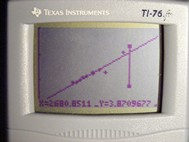 TEXAS INSTRUMENTS TI-76.f
X=2680.8511 Y=3.8709677